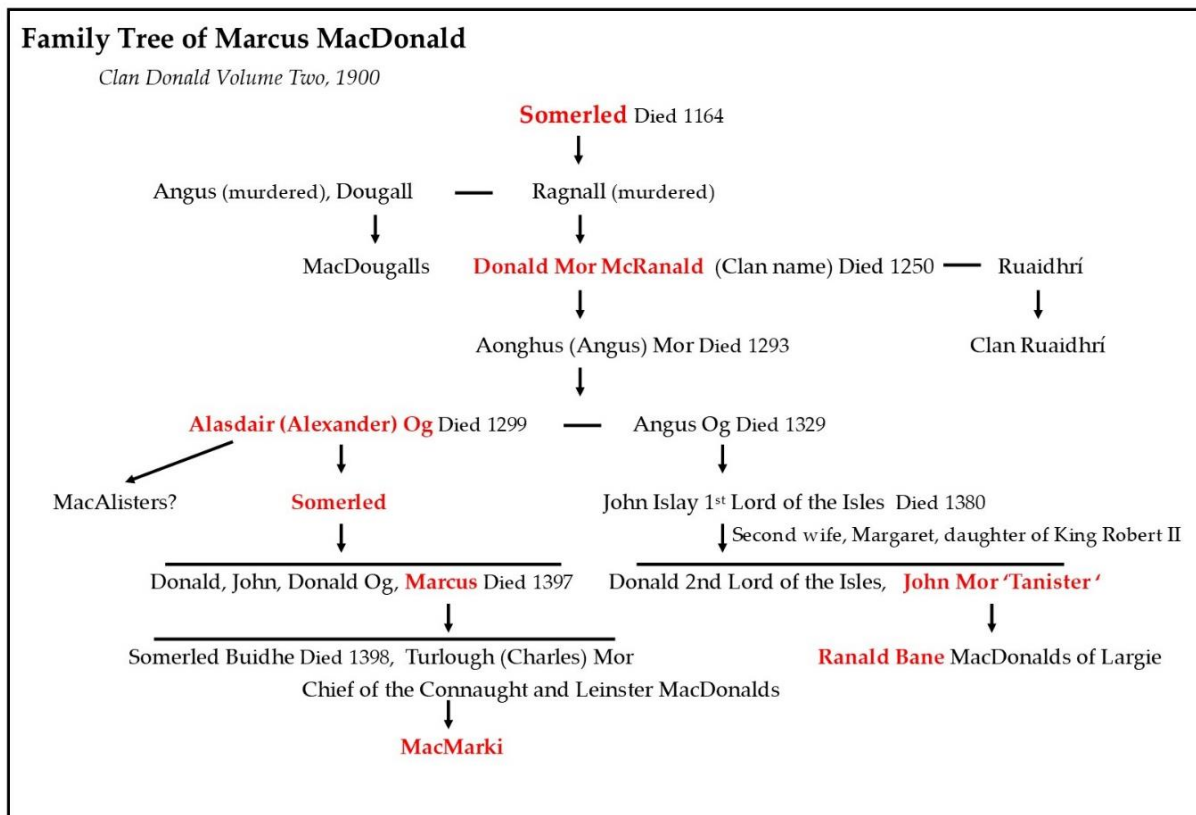 Family Tree of Marcus MacDonald
Clan Donald Volume Two, 1900
Somerled Died 1164
Angus (murdered), Dougall Ragnall (murdered)
MacDougalls Donald Mor McRanald (Clan name) Died 1250 Ruaidhrí
Aonghus (Angus) Mor Died 1293 Clan Ruaidhrí
Alasdair (Alexander) Og Died 1299 Angus Og Died 1329
MacAlisters? Somerled John Islay 1st Lord of the Isles Died 1380
Second wife, Margaret, daughter of King Robert II
Donald, John, Donald Og, Marcus Died 1397 Donald 2nd Lord of the Isles, John Mor ‘Tanister ‘
Somerled Buidhe Died 1398, Turlough (Charles) Mor Ranald Bane MacDonalds of Largie
Chief of the Connaught and Leinster MacDonalds
MacMarki